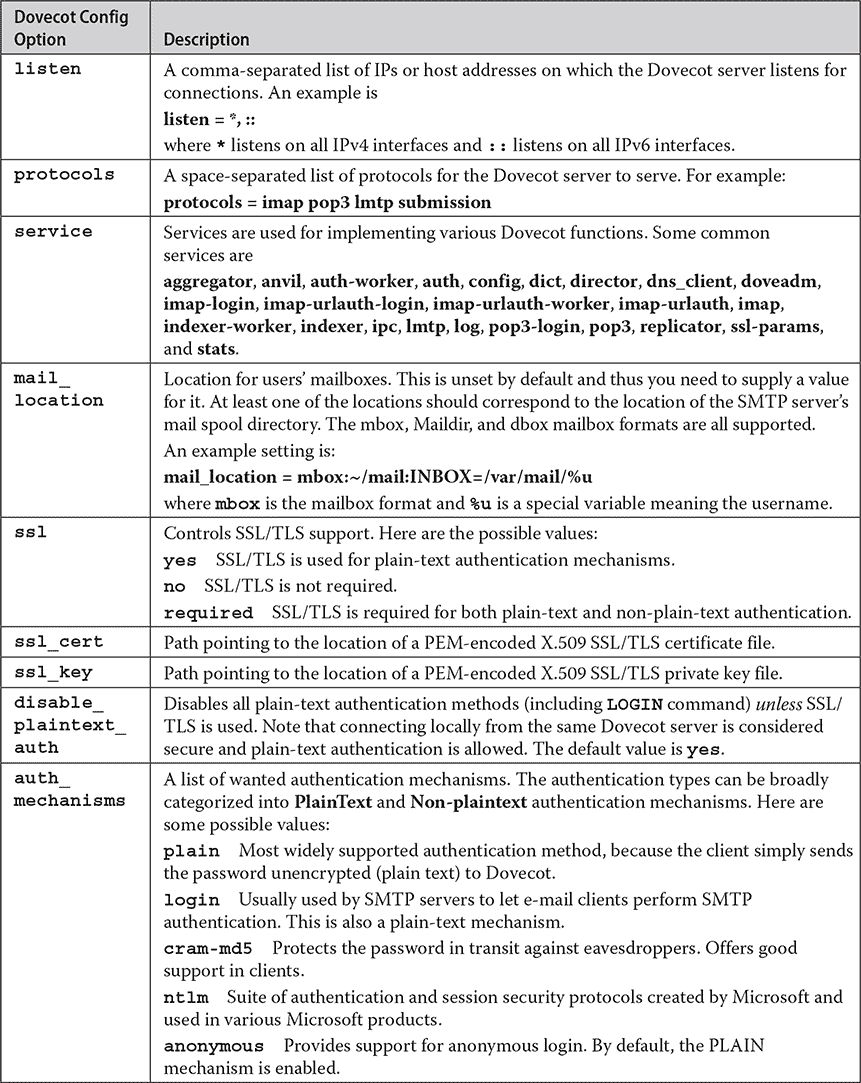 Dovecot Config
Option
Description
listen
A comma-separated list of IPs or host addresses on which the Dovecot server listens for
connections. An example is
listen = *, ::
where * listens on all IPv4 interfaces and :: listens on all IPv6 interfaces.
protocols
A space-separated list of protocols for the Dovecot server to serve. For example:
protocols = imap pop3 lmtp submission
service
Services are used for implementing various Dovecot functions. Some common
services are
aggregator, anvil, auth-worker, auth, config, dict, director, dns_client, doveadm,
imap-login, imap-urlauth-login, imap-urlauth-worker, imap-urlauth, imap,
indexer-worker, indexer, ipc, lmtp, log, pop3-login, pop3, replicator, ssl-params,
and stats.
mail_
location
Location for users’ mailboxes. This is unset by default and thus you need to supply a value
for it. At least one of the locations should correspond to the location of the SMTP server’s
mail spool directory. The mbox, Maildir, and dbox mailbox formats are all supported.
An example setting is:
mail_location = mbox:~/mail:INBOX=/var/mail/%u
where mbox is the mailbox format and %u is a special variable meaning the username.
ssl
Controls SSL/TLS support. Here are the possible values:
yes SSL/TLS is used for plain-text authentication mechanisms.
no SSL/TLS is not required.
required SSL/TLS is required for both plain-text and non-plain-text authentication.
ssl_cert
Path pointing to the location of a PEM-encoded X.509 SSL/TLS certificate file.
ssl_key
Path pointing to the location of a PEM-encoded X.509 SSL/TLS private key file.
disable_
plaintext_
auth
Disables all plain-text authentication methods (including LOGIN command) unless SSL/
TLS is used. Note that connecting locally from the same Dovecot server is considered
secure and plain-text authentication is allowed. The default value is yes.
auth_
mechanisms
A list of wanted authentication mechanisms. The authentication types can be broadly
categorized into PlainText and Non-plaintext authentication mechanisms. Here are
some possible values:
plain Most widely supported authentication method, because the client simply sends
the password unencrypted (plain text) to Dovecot.
login Usually used by SMTP servers to let e-mail clients perform SMTP
authentication. This is also a plain-text mechanism.
cram-md5 Protects the password in transit against eavesdroppers. Offers good
support in clients.
ntlm Suite of authentication and session security protocols created by Microsoft and
used in various Microsoft products.
anonymous Provides support for anonymous login. By default, the PLAIN
mechanism is enabled.